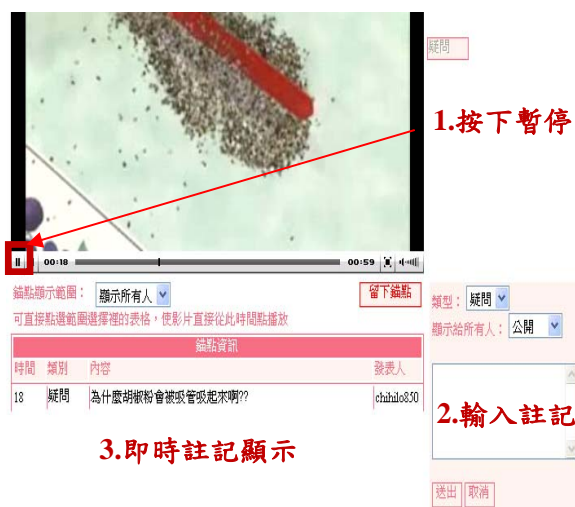 疑問
1.按下暫停
00:18
00:59
錨點顯示範圍：
顯示所有人
留下錨點
可直接點選範圍選擇裡的表格，使影片直接從此時間點播放
錨點資訊
時間 類別 內容 發表人
18 疑問 為什麼胡椒粉會被吸管吸起來啊?? chihilo850
3.即時註記顯示
類型： 疑問
顯示給所有人： 公開
2.輸入註記
送出 取消